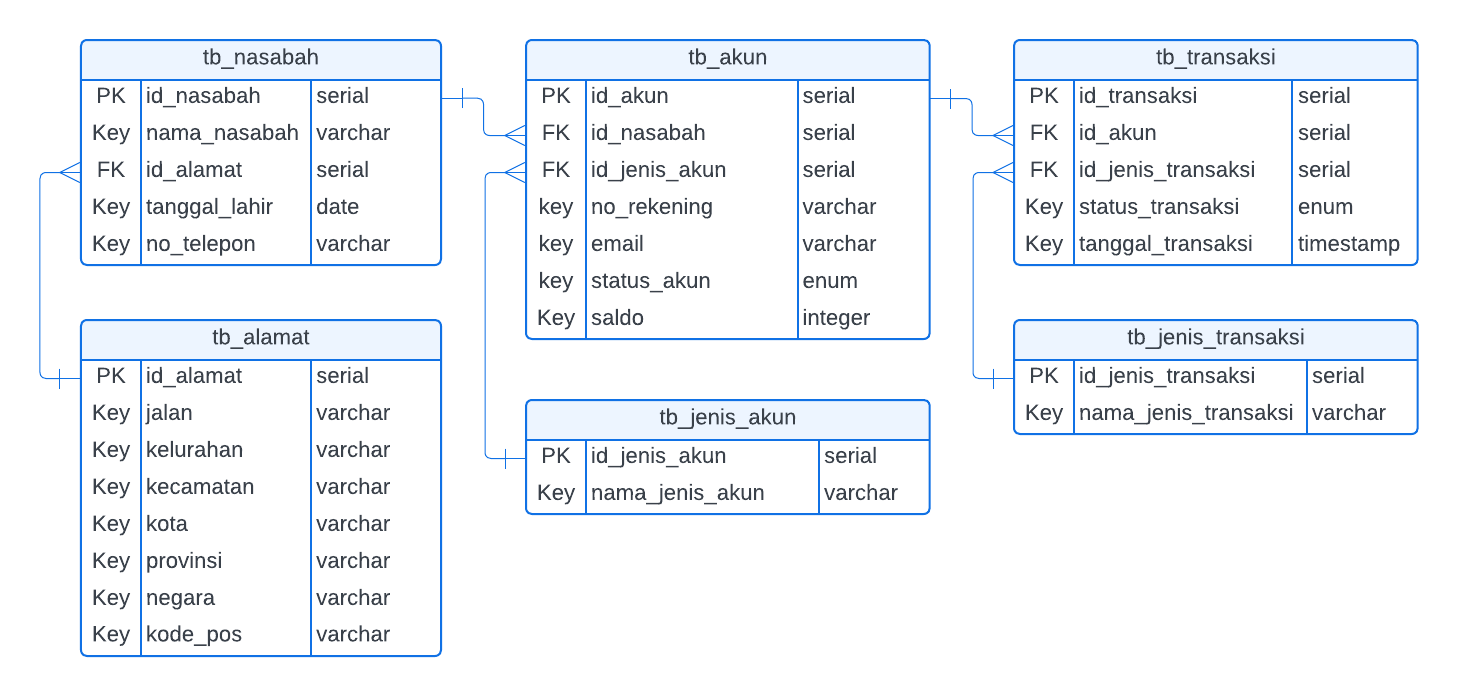 tb_nasabah
PK id_nasabah serial
Key nama_nasabah varchar
FK id_alamat serial
Key tanggal_lahir date
Key no_telepon varchar
tb_alamat
PK id_alamat serial
Key jalan varchar
Key kelurahan varchar
Key kecamatan varchar
Key kota varchar
Key provinsi varchar
Key negara varchar
Key kode_pos varchar
tb_akun
PK id_akun serial
FK id_nasabah serial
FK id_jenis_akun serial
key no_rekening varchar
key email varchar
key status_akun enum
Key saldo integer
tb_jenis_akun
PK id_jenis_akun serial
Key nama_jenis_akun varchar
tb_transaksi
PK id_transaksi serial
FK id_akun serial
FK id_jenis_transaksi serial
Key status_transaksi enum
Key tanggal_transaksi timestamp
tb_jenis_transaksi
PK id_jenis_transaksi serial
Key nama_jenis_transaksi varchar